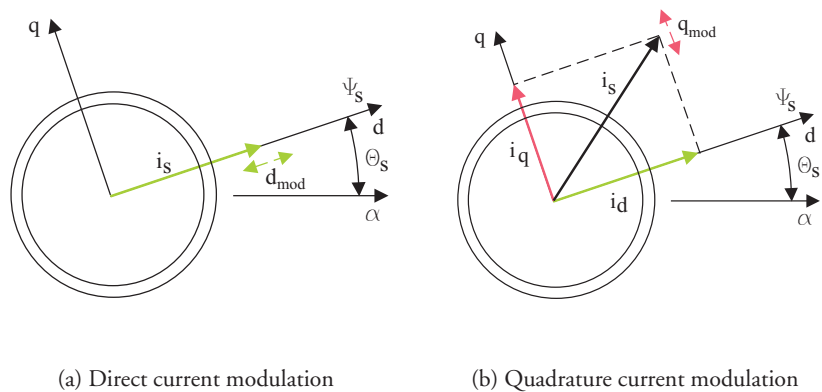 q
Ψs
d
is
Θs
dmod
α
(a) Direct current modulation
q
qmod
is
Ψs
d
iq
Θs
id
α
(b) Quadrature current modulation